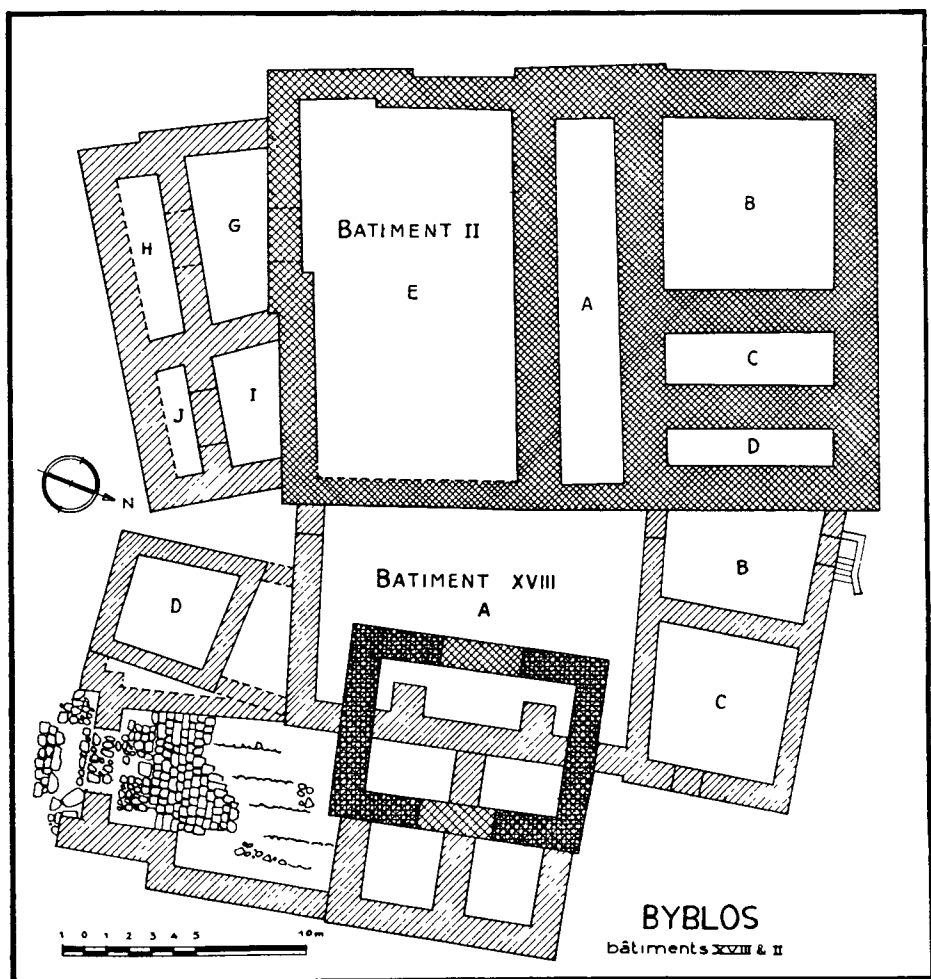 B
H
G
BATIMENT II
E
A
C
J
I
D
N
BATIMENT XVIII
A
B
D
C
BYBLOS
bâtiments XVIII & II
1 0 1 2 3 4 5 10m